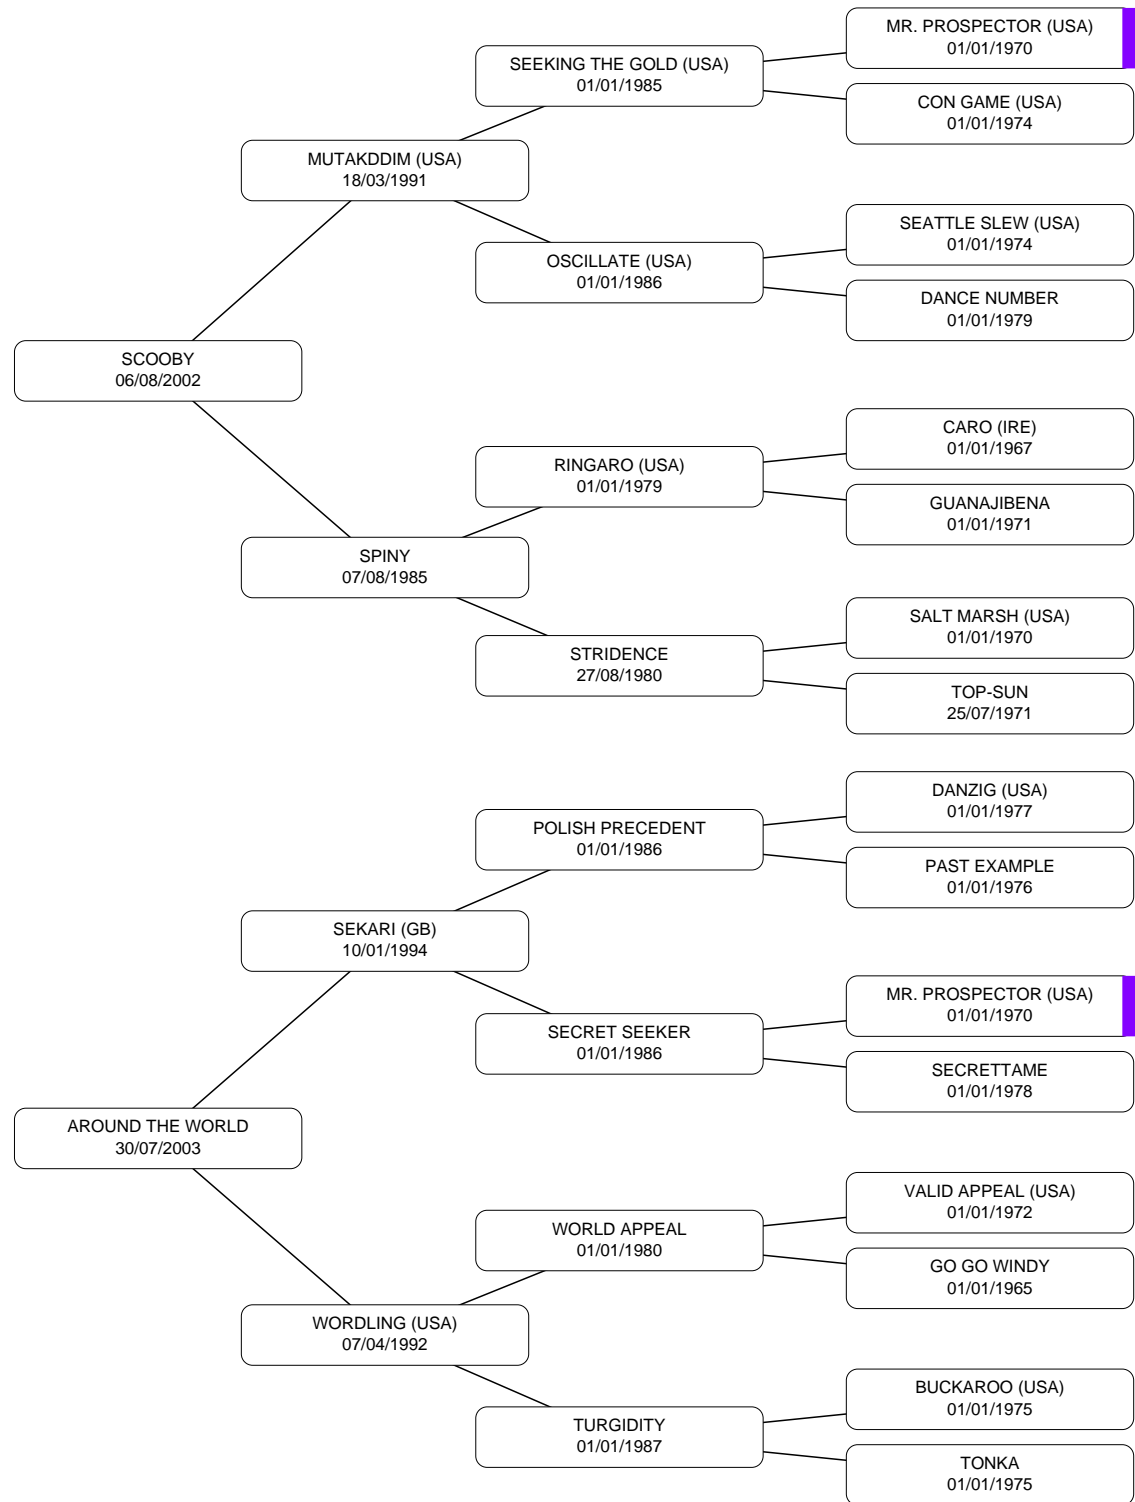 MR. PROSPECTOR (USA)
01/01/1970
SEEKING THE GOLD (USA)
01/01/1985
CON GAME (USA)
01/01/1974
MUTAKDDIM (USA)
18/03/1991
SEATTLE SLEW (USA)
01/01/1974
OSCILLATE (USA)
01/01/1986
DANCE NUMBER
01/01/1979
SCOOBY
06/08/2002
CARO (IRE)
01/01/1967
RINGARO (USA)
01/01/1979
GUANAJIBENA
01/01/1971
SPINY
07/08/1985
SALT MARSH (USA)
01/01/1970
STRIDENCE
27/08/1980
TOP-SUN
25/07/1971
DANZIG (USA)
01/01/1977
POLISH PRECEDENT
01/01/1986
PAST EXAMPLE
01/01/1976
SEKARI (GB)
10/01/1994
MR. PROSPECTOR (USA)
01/01/1970
SECRET SEEKER
01/01/1986
SECRETTAME
01/01/1978
AROUND THE WORLD
30/07/2003
VALID APPEAL (USA)
01/01/1972
WORLD APPEAL
01/01/1980
GO GO WINDY
01/01/1965
WORDLING (USA)
07/04/1992
BUCKAROO (USA)
01/01/1975
TURGIDITY
01/01/1987
TONKA
01/01/1975